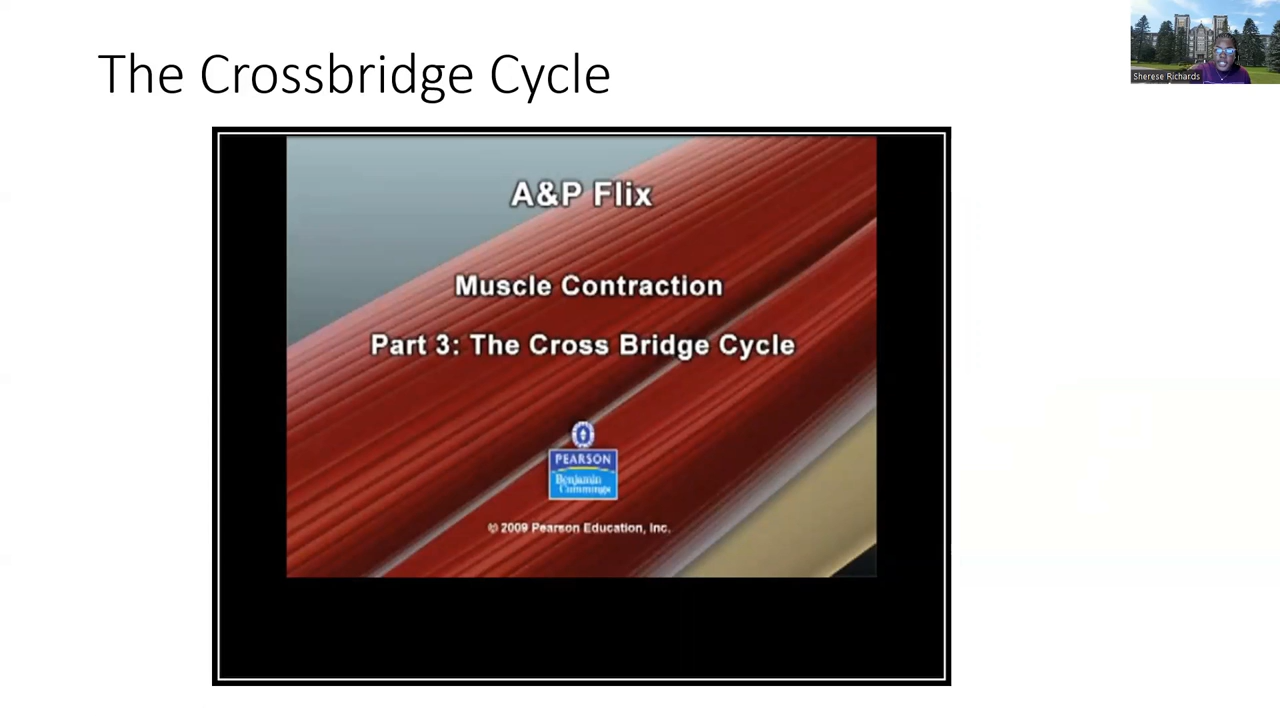 The Crossbridge Cycle
Sherese Richards
A&P Flix
Muscle Contraction
Part 3: The Cross Bridge Cycle
PEARSON
Benjamin
Cummings
© 2009 Pearson Education, Inc.